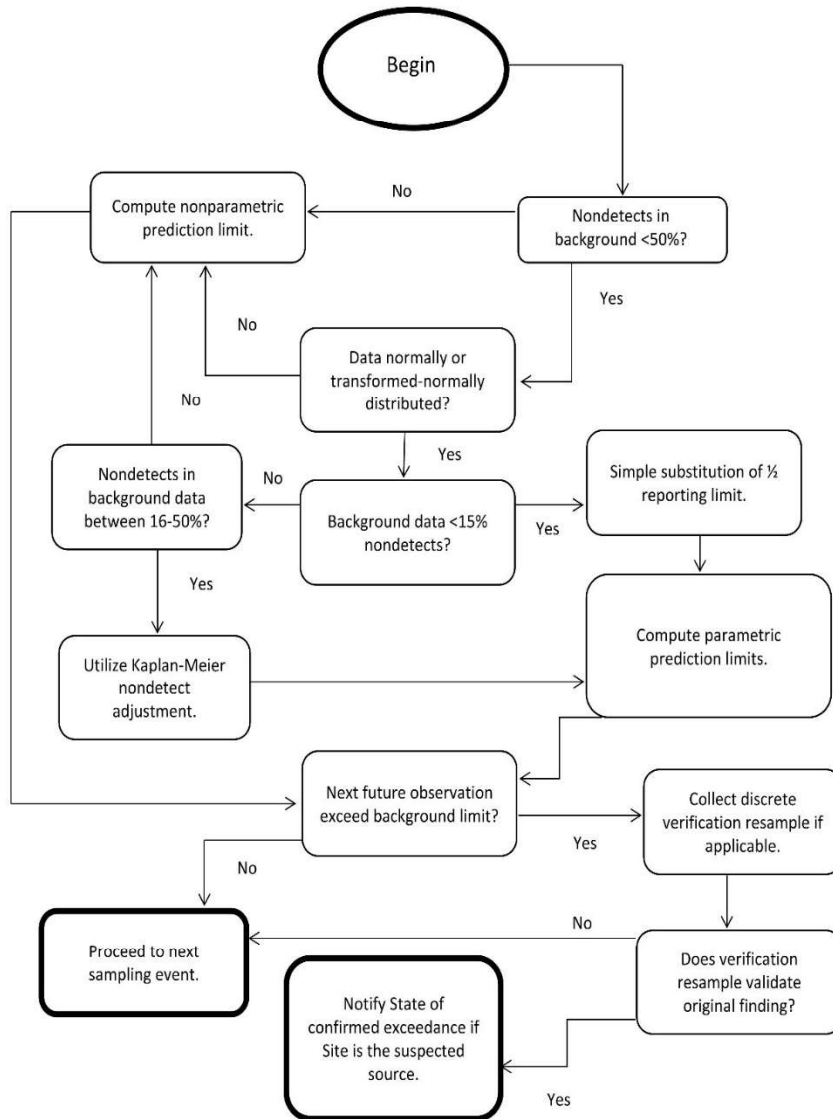 Begin
No
Compute nonparametric
prediction limit.
Nondetects in
background <50%?
Yes
No
Data normally or
transformed-normally
distributed?
No
Yes
Nondetects in
background data
between 16-50%?
No
Background data <15%
nondetects?
Yes
Simple substitution of ½
reporting limit.
Yes
Compute parametric
prediction limits.
Utilize Kaplan-Meier
nondetect
adjustment.
Next future observation
exceed background limit?
Yes
Collect discrete
verification resample if
applicable.
No
No
Proceed to next
sampling event.
Does verification
resample validate
original finding?
Notify State of
confirmed exceedance if
Site is the suspected
source.
Yes